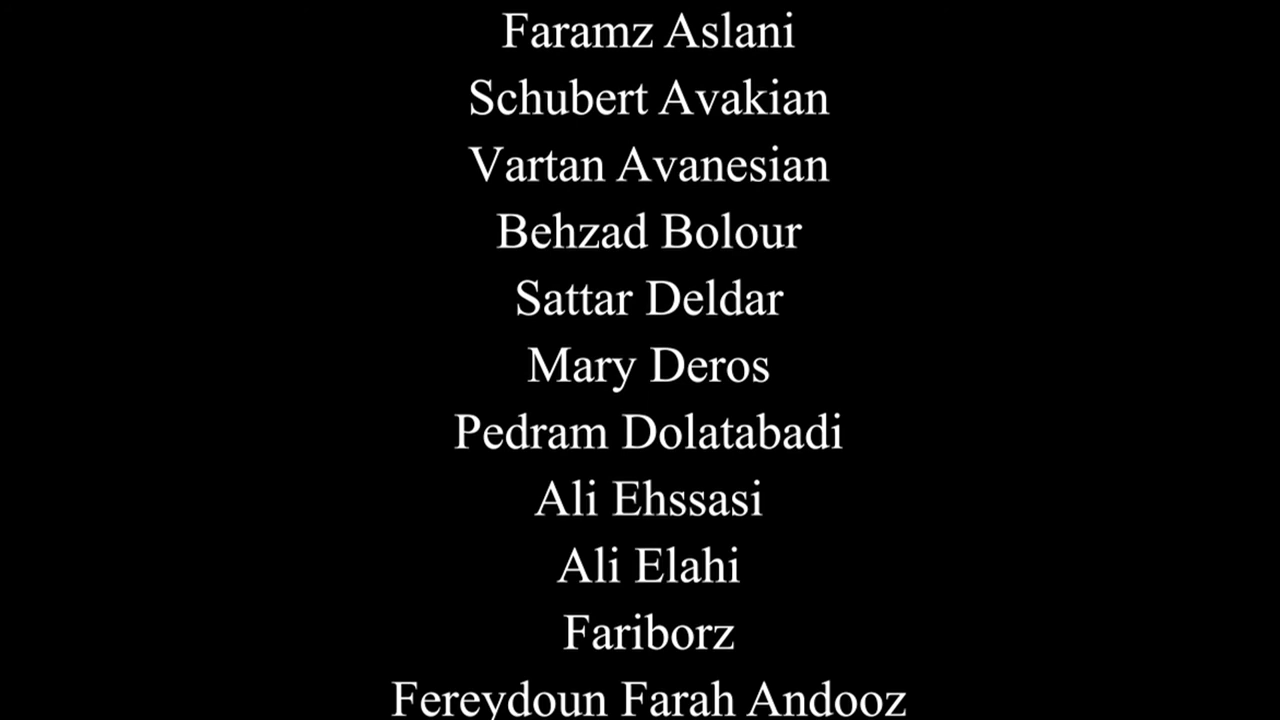 Faramz Aslani
Schubert Avakian
Vartan Avanesian
Behzad Bolour
Sattar Deldar
Mary Deros
Pedram Dolatabadi
Ali Ehssasi
Ali Elahi
Fariborz
Fereydoun Farah Andooz